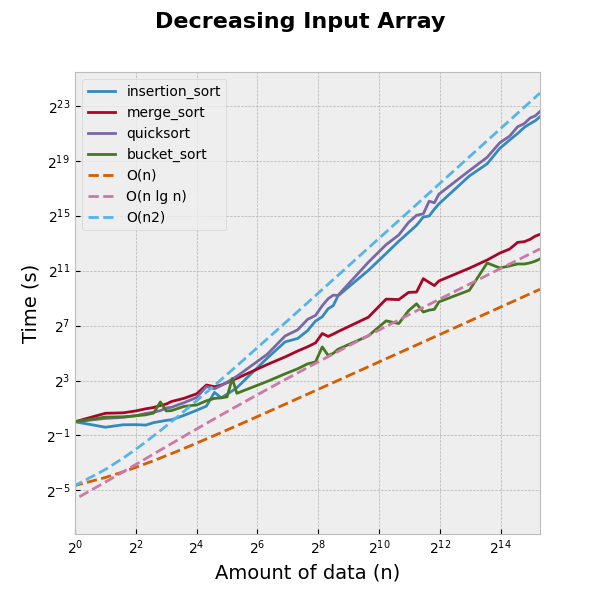 Decreasing Input Array
insertion_sort
merge_sort
quicksort
bucket_sort
O(n)
O(n lg n)
O(n2)
2^23
2^19
2^15
2^11
2^7
2^3
2^−1
2^−5
Time (s)
2^0 2^2 2^4 2^6 2^8 2^10 2^12 2^14
Amount of data (n)